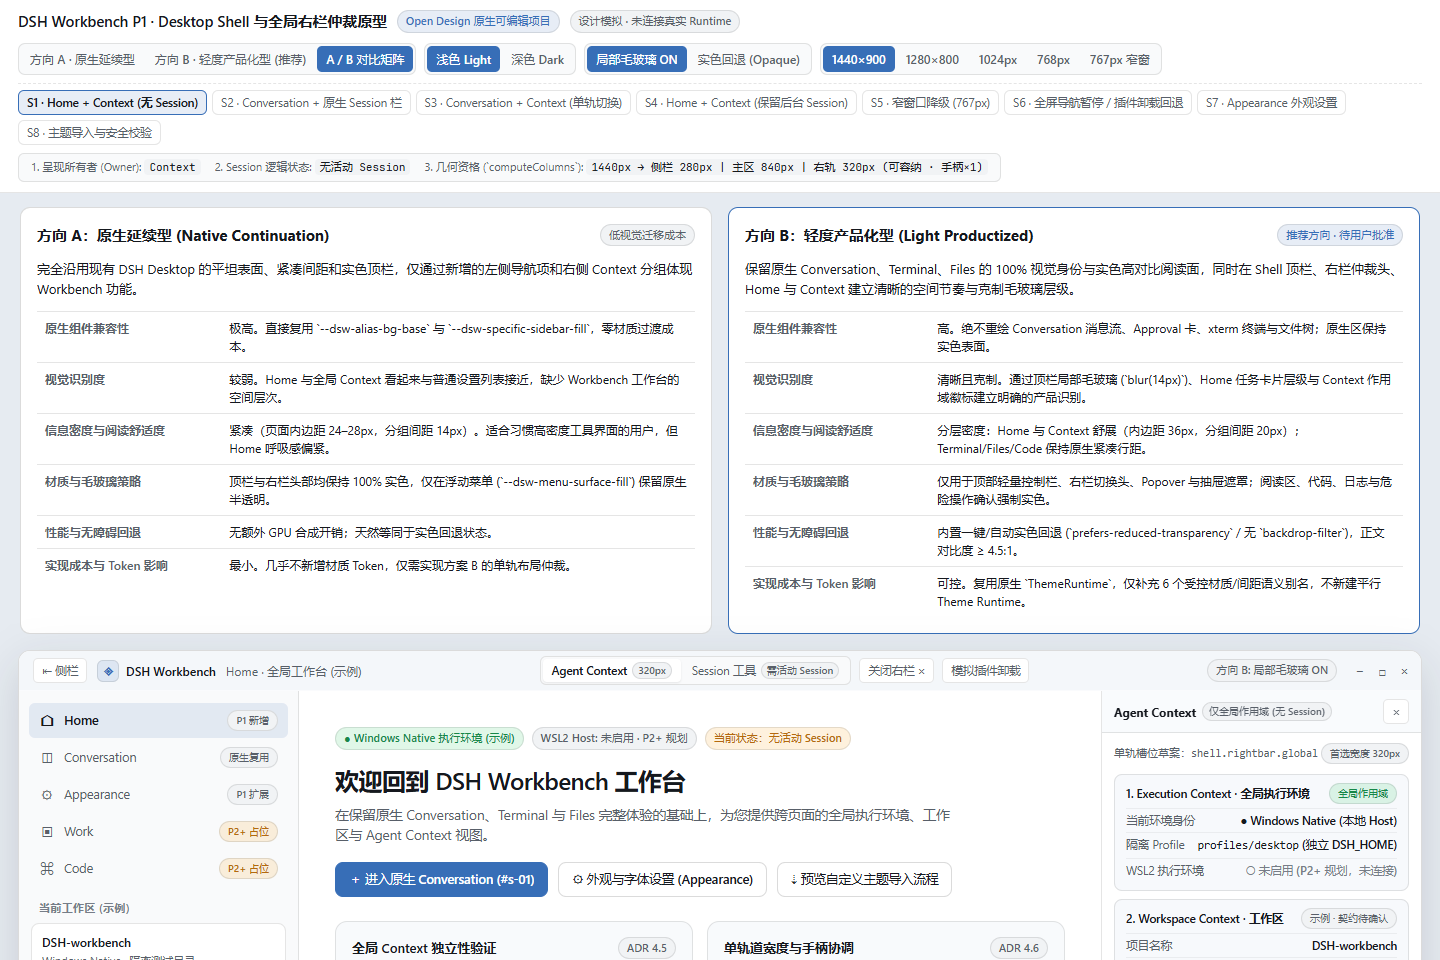 DSH Workbench P1 · Desktop Shell 与全局右栏仲裁原型
Open Design 原生可编辑项目
设计模拟 · 未连接真实 Runtime
方向 A · 原生延续型
方向 B · 轻度产品化型 (推荐)
A / B 对比矩阵
浅色 Light
深色 Dark
局部毛玻璃 ON
实色回退 (Opaque)
1440×900
1280×800
1024px
768px
767px 窄窗
S1 · Home + Context (无 Session)
S2 · Conversation + 原生 Session 栏
S3 · Conversation + Context (单轨切换)
S4 · Home + Context (保留后台 Session)
S5 · 窄窗口降级 (767px)
S6 · 全屏导航暂停 / 插件卸载回退
S7 · Appearance 外观设置
S8 · 主题导入与安全校验
1. 呈现所有者 (Owner): Context
2. Session 逻辑状态: 无活动 Session
3. 几何资格 (`computeColumns`): 1440px → 侧栏 280px | 主区 840px | 右轨 320px (可容纳 · 手柄×1)
方向 A：原生延续型 (Native Continuation)
低视觉迁移成本
完全沿用现有 DSH Desktop 的平坦表面、紧凑间距和实色顶栏，仅通过新增的左侧导航项和右侧 Context 分组体现
Workbench 功能。
原生组件兼容性
极高。直接复用 `--dsw-alias-bg-base` 与 `--dsw-specific-sidebar-fill`，零材质过渡成
本。
视觉识别度
较弱。Home 与全局 Context 看起来与普通设置列表接近，缺少 Workbench 工作台的
空间层次。
信息密度与阅读舒适度
紧凑（页面内边距 24–28px，分组间距 14px）。适合习惯高密度工具界面的用户，但
Home 呼吸感偏紧。
材质与毛玻璃策略
顶栏与右栏头部均保持 100% 实色，仅在浮动菜单 (`--dsw-menu-surface-fill`) 保留原生
半透明。
性能与无障碍回退
无额外 GPU 合成开销；天然等同于实色回退状态。
实现成本与 Token 影响
最小。几乎不新增材质 Token，仅需实现方案 B 的单轨布局仲裁。
方向 B：轻度产品化型 (Light Productized)
推荐方向 · 待用户批准
保留原生 Conversation、Terminal、Files 的 100% 视觉身份与实色高对比阅读面，同时在 Shell 顶栏、右栏仲裁头、
Home 与 Context 建立清晰的空间节奏与克制毛玻璃层级。
原生组件兼容性
高。绝不重绘 Conversation 消息流、Approval 卡、xterm 终端与文件树；原生区保持
实色表面。
视觉识别度
清晰且克制。通过顶栏局部毛玻璃 (`blur(14px)`)、Home 任务卡片层级与 Context 作用
域徽标建立明确的产品识别。
信息密度与阅读舒适度
分层密度：Home 与 Context 舒展（内边距 36px，分组间距 20px）；
Terminal/Files/Code 保持原生紧凑行距。
材质与毛玻璃策略
仅用于顶部轻量控制栏、右栏切换头、Popover 与抽屉遮罩；阅读区、代码、日志与危
险操作确认强制实色。
性能与无障碍回退
内置一键/自动实色回退 (`prefers-reduced-transparency` / 无 `backdrop-filter`)，正文
对比度 ≥ 4.5:1。
实现成本与 Token 影响
可控。复用原生 `ThemeRuntime`，仅补充 6 个受控材质/间距语义别名，不新建平行
Theme Runtime。
⇤ 侧栏
DSH Workbench
Home · 全局工作台 (示例)
Agent Context 320px
Session 工具 需活动 Session
关闭右栏 ×
模拟插件卸载
方向 B: 局部毛玻璃 ON
Home P1 新增
Conversation 原生复用
Appearance P1 扩展
Work P2+ 占位
Code P2+ 占位
当前工作区 (示例)
DSH-workbench
● Windows Native 执行环境 (示例)
WSL2 Host: 未启用 · P2+ 规划
当前状态：无活动 Session
欢迎回到 DSH Workbench 工作台
在保留原生 Conversation、Terminal 与 Files 完整体验的基础上，为您提供跨页面的全局执行环境、工作
区与 Agent Context 视图。
＋ 进入原生 Conversation (#s-01)
⚙ 外观与字体设置 (Appearance)
⇣ 预览自定义主题导入流程
全局 Context 独立性验证
ADR 4.5
单轨道宽度与手柄协调
ADR 4.6
Agent Context
仅全局作用域 (无 Session)
×
单轨槽位草案：shell.rightbar.global
首选宽度 320px
1. Execution Context · 全局执行环境
全局作用域
当前环境身份
● Windows Native (本地 Host)
隔离 Profile
profiles/desktop (独立 DSH_HOME)
WSL2 执行环境
○ 未启用 (P2+ 规划，未连接)
2. Workspace Context · 工作区
示例 · 契约待确认
项目名称
DSH-workbench